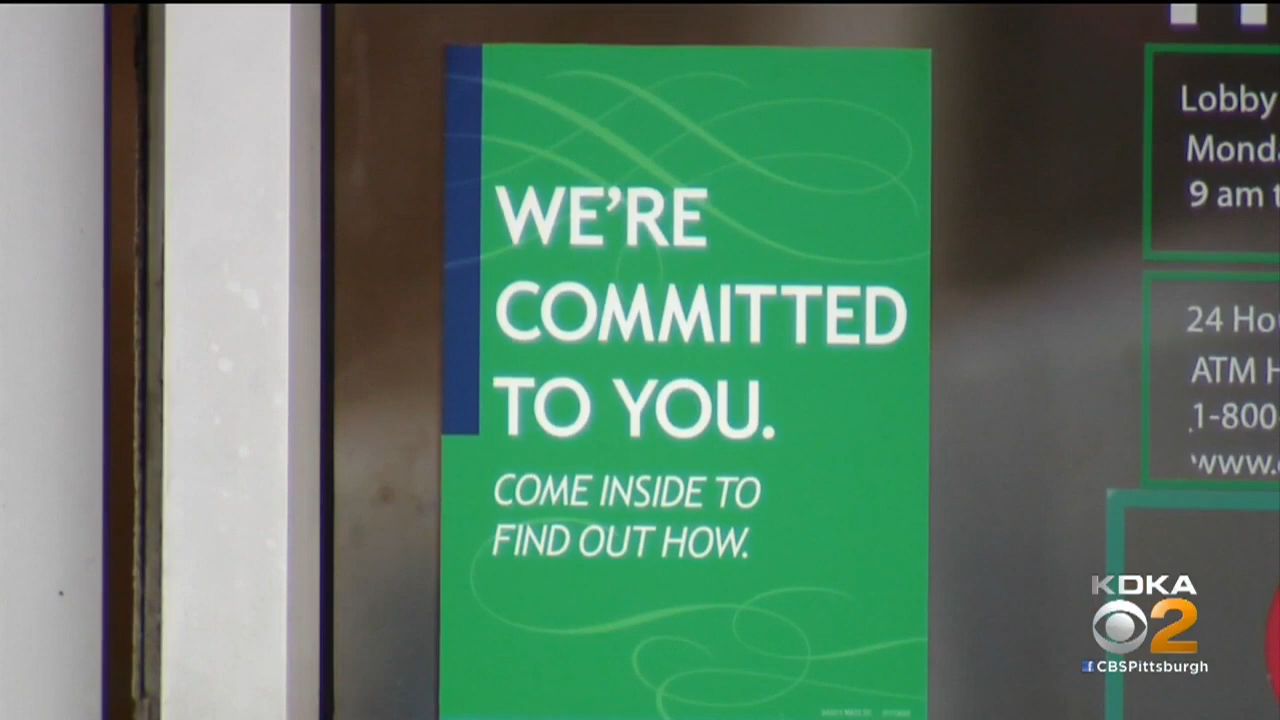 WE'RE
COMMITTED
TO YOU.
COME INSIDE TO
FIND OUT HOW.
Lobby
9 am
24
ATM
1-800-
www.
KDKA
2
CBSPittsburgh